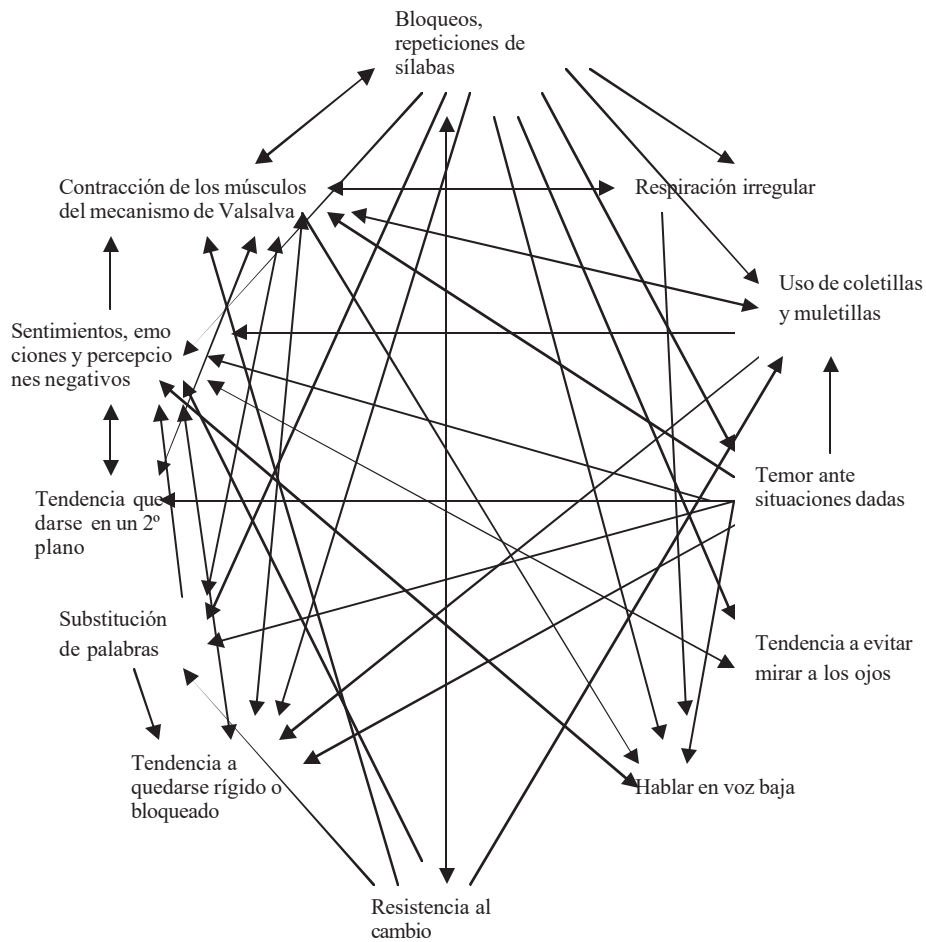 Bloqueos,
repeticiones de
sílabas
Contracción de los músculos
del mecanismo de Valsalva
Respiración irregular
Uso de coletillas
y muletillas
Sentimientos, emo
ciones y percepcio
nes negativos
Temor ante
situaciones dadas
Tendencia que
darse en un 2º
plano
Substitución
de palabras
Tendencia a evitar
mirar a los ojos
Tendencia a
quedarse rígido o
bloqueado
Hablar en voz baja
Resistencia al
cambio